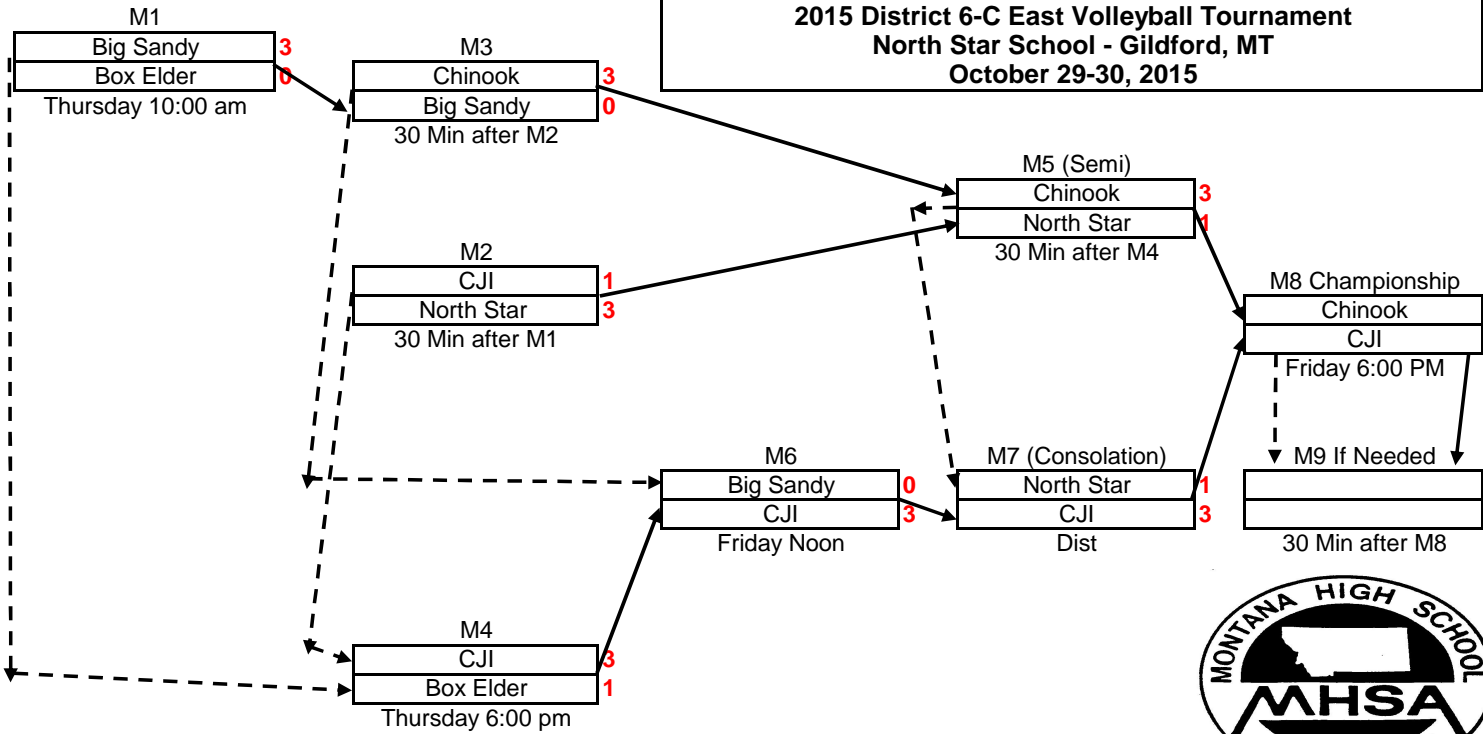 2015 District 6-C East Volleyball Tournament
North Star School - Gildford, MT
October 29-30, 2015
M1
Big Sandy 3
Box Elder 0
Thursday 10:00 am
M3
Chinook 3
Big Sandy 0
30 Min after M2
M2
CJI 1
North Star 3
30 Min after M1
M5 (Semi)
Chinook 3
North Star 1
30 Min after M4
M8 Championship
Chinook
CJI
Friday 6:00 PM
M6
Big Sandy 0
CJI 3
Friday Noon
M7 (Consolation)
North Star 1
CJI 3
Dist
M9 If Needed
30 Min after M8
M4
CJI 3
Box Elder 1
Thursday 6:00 pm
MONTANA HIGH SCHOOL
MHSA